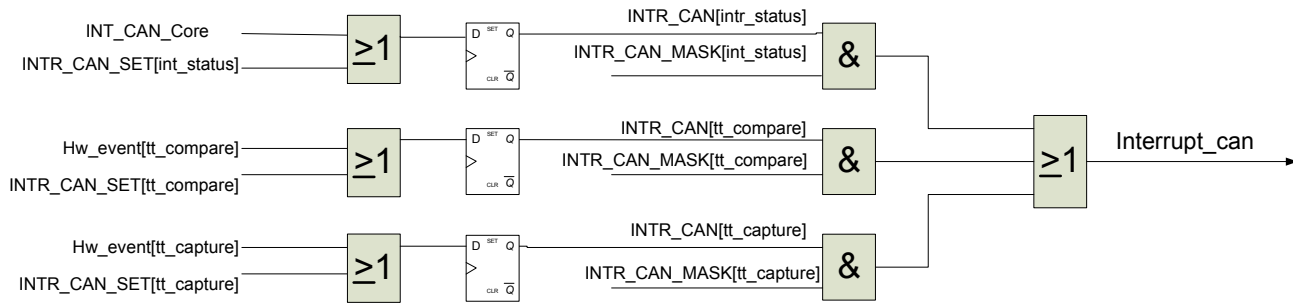 INT_CAN_Core
INTR_CAN_SET[int_status]
≥1
D SET Q
CLR Q
INTR_CAN[intr_status]
INTR_CAN_MASK[int_status]
&
Hw_event[tt_compare]
INTR_CAN_SET[tt_compare]
≥1
D SET Q
CLR Q
INTR_CAN[tt_compare]
INTR_CAN_MASK[tt_compare]
&
≥1
Interrupt_can
Hw_event[tt_capture]
INTR_CAN_SET[tt_capture]
≥1
D SET Q
CLR Q
INTR_CAN[tt_capture]
INTR_CAN_MASK[tt_capture]
&